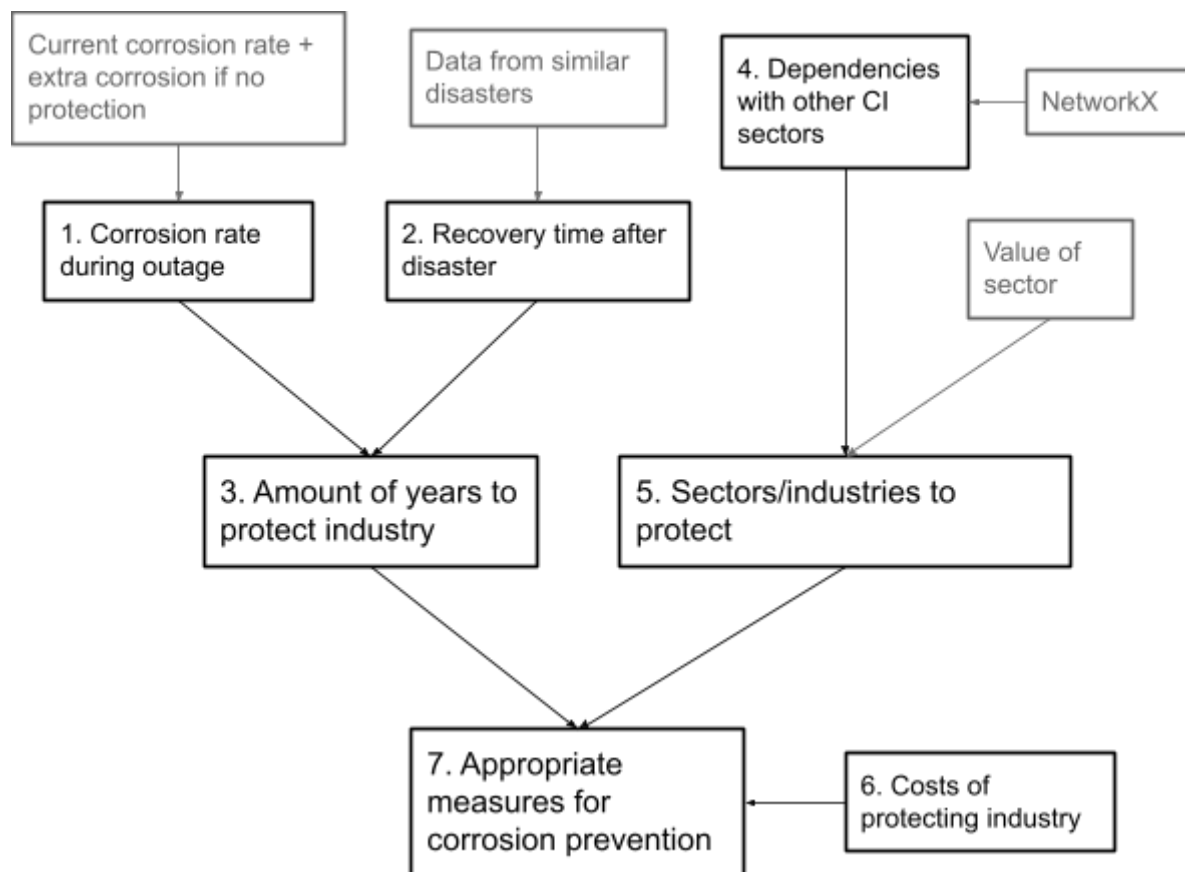 Current corrosion rate +
extra corrosion if no
protection
Data from similar
disasters
4. Dependencies
with other CI
sectors
NetworkX
1. Corrosion rate
during outage
2. Recovery time after
disaster
Value of
sector
3. Amount of years to
protect industry
5. Sectors/industries to
protect
7. Appropriate
measures for
corrosion prevention
6. Costs of
protecting industry